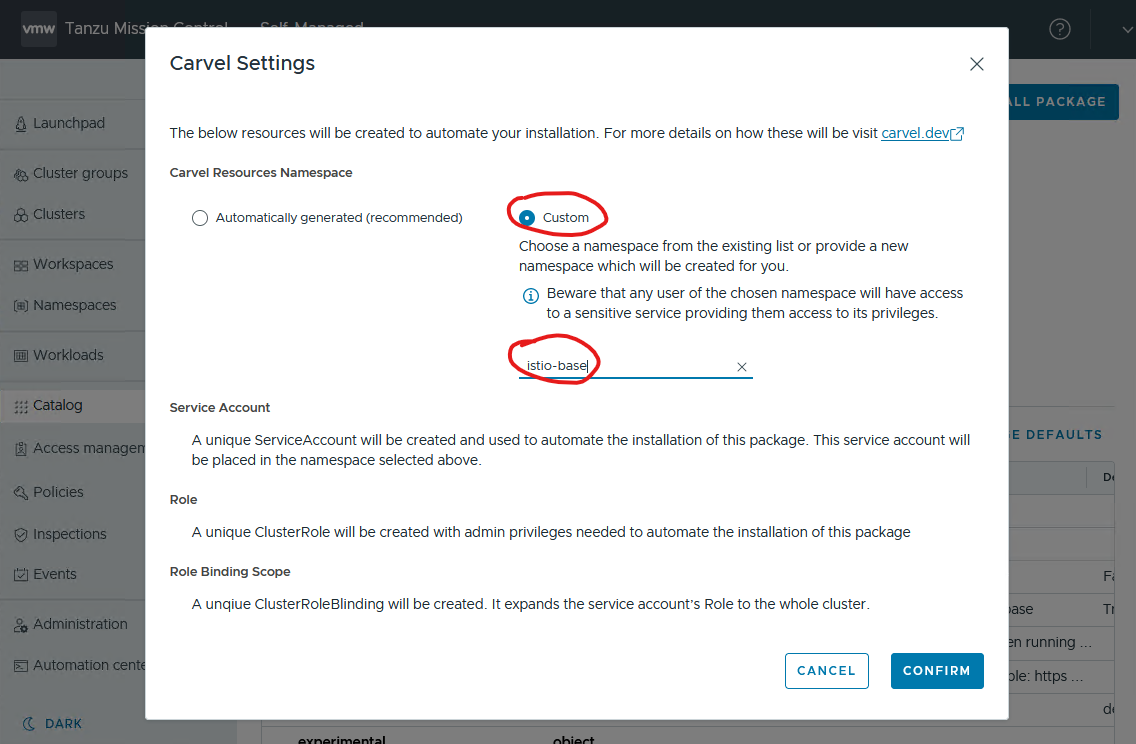 vmw Tanzu Mission Control Self-Managed
Carvel Settings
ALL PACKAGE
The below resources will be created to automate your installation. For more details on how these will be visit carvel.dev
Carvel Resources Namespace
Automatically generated (recommended)
Custom
Choose a namespace from the existing list or provide a new
namespace which will be created for you.
Beware that any user of the chosen namespace will have access
to a sensitive service providing them access to its privileges.
istio-base
Service Account
A unique ServiceAccount will be created and used to automate the installation of this package. This service account will
be placed in the namespace selected above.
Role
A unique ClusterRole will be created with admin privileges needed to automate the installation of this package
Role Binding Scope
A unqiue ClusterRoleBlinding will be created. It expands the service account's Role to the whole cluster.
CANCEL
CONFIRM
Launchpad
Cluster groups
Clusters
Workspaces
Namespaces
Workloads
Catalog
Access managem
Policies
Inspections
Events
Administration
Automation cente
DARK
DEFAULTS
en running ...
ble: https ...
experimental object